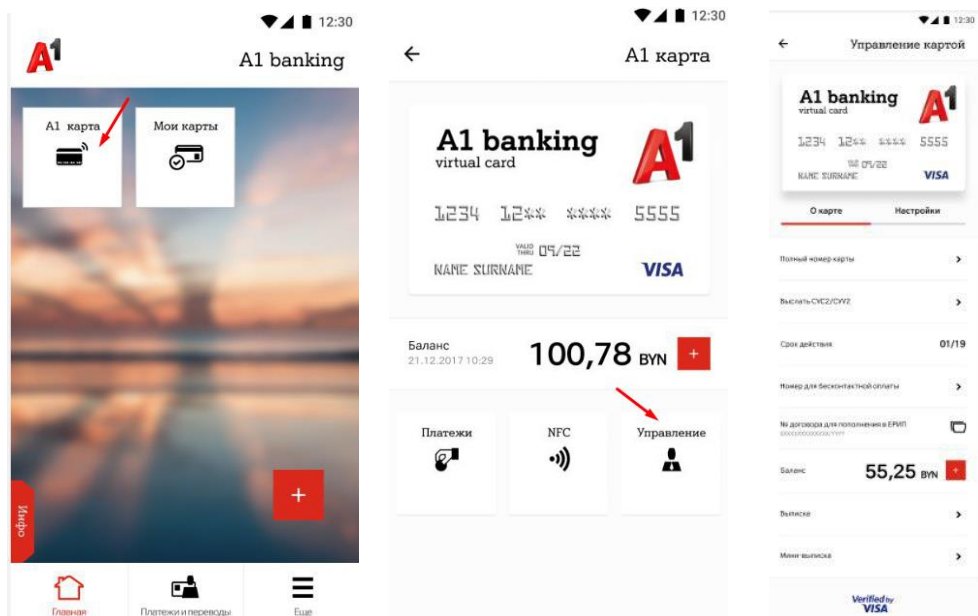 12:30
A1
A1 banking
A1 карта
Мои карты
+
Инфо
Главная
Платежи и переводы
Еще
12:30
A1 карта
A1 banking
virtual card
A1
1234 12** **** 5555
VALID THRU 09/22
NAME SURNAME
VISA
Баланс
21.12.2017 10:29
100,78 BYN
+
Платежи
NFC
Управление
12:30
Управление картой
A1 banking
virtual card
A1
1234 12** **** 5555
09/22
NAME SURNAME
VISA
О карте
Настройки
Полный номер карты
Выслать CVC2/CVV2
Срок действия
01/19
Номер для бесконтактной оплаты
№ договора для пополнения в ЕРИП
Баланс
55,25 BYN
+
Выписка
Мини-выписка
Verified by
VISA